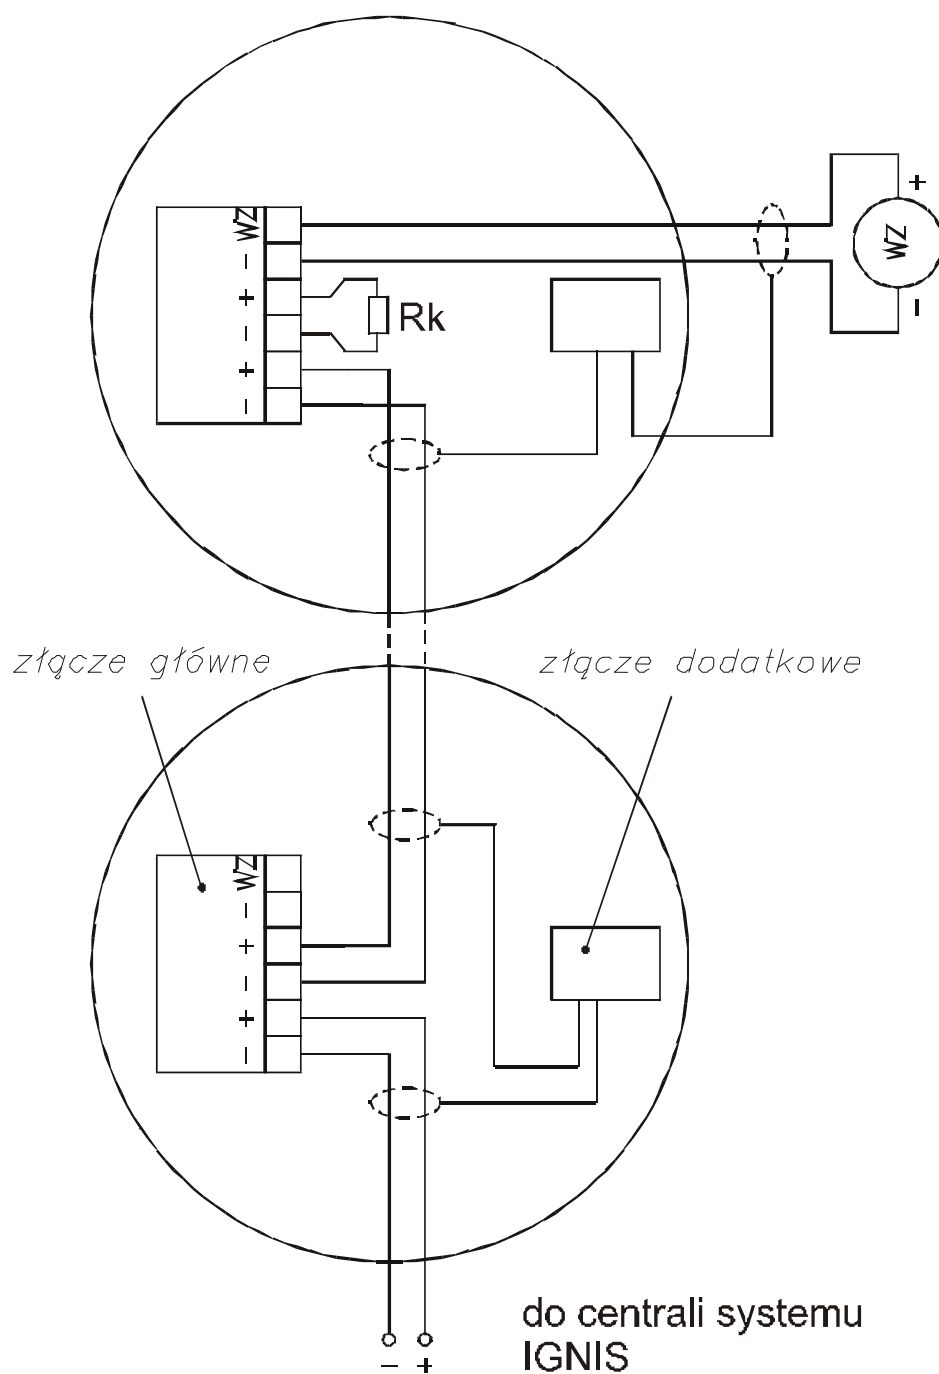 +
WZ
WZ
−
−
+
Rk
−
+
−
złącze główne
złącze dodatkowe
WZ
−
+
−
+
−
do centrali systemu
IGNIS
− +